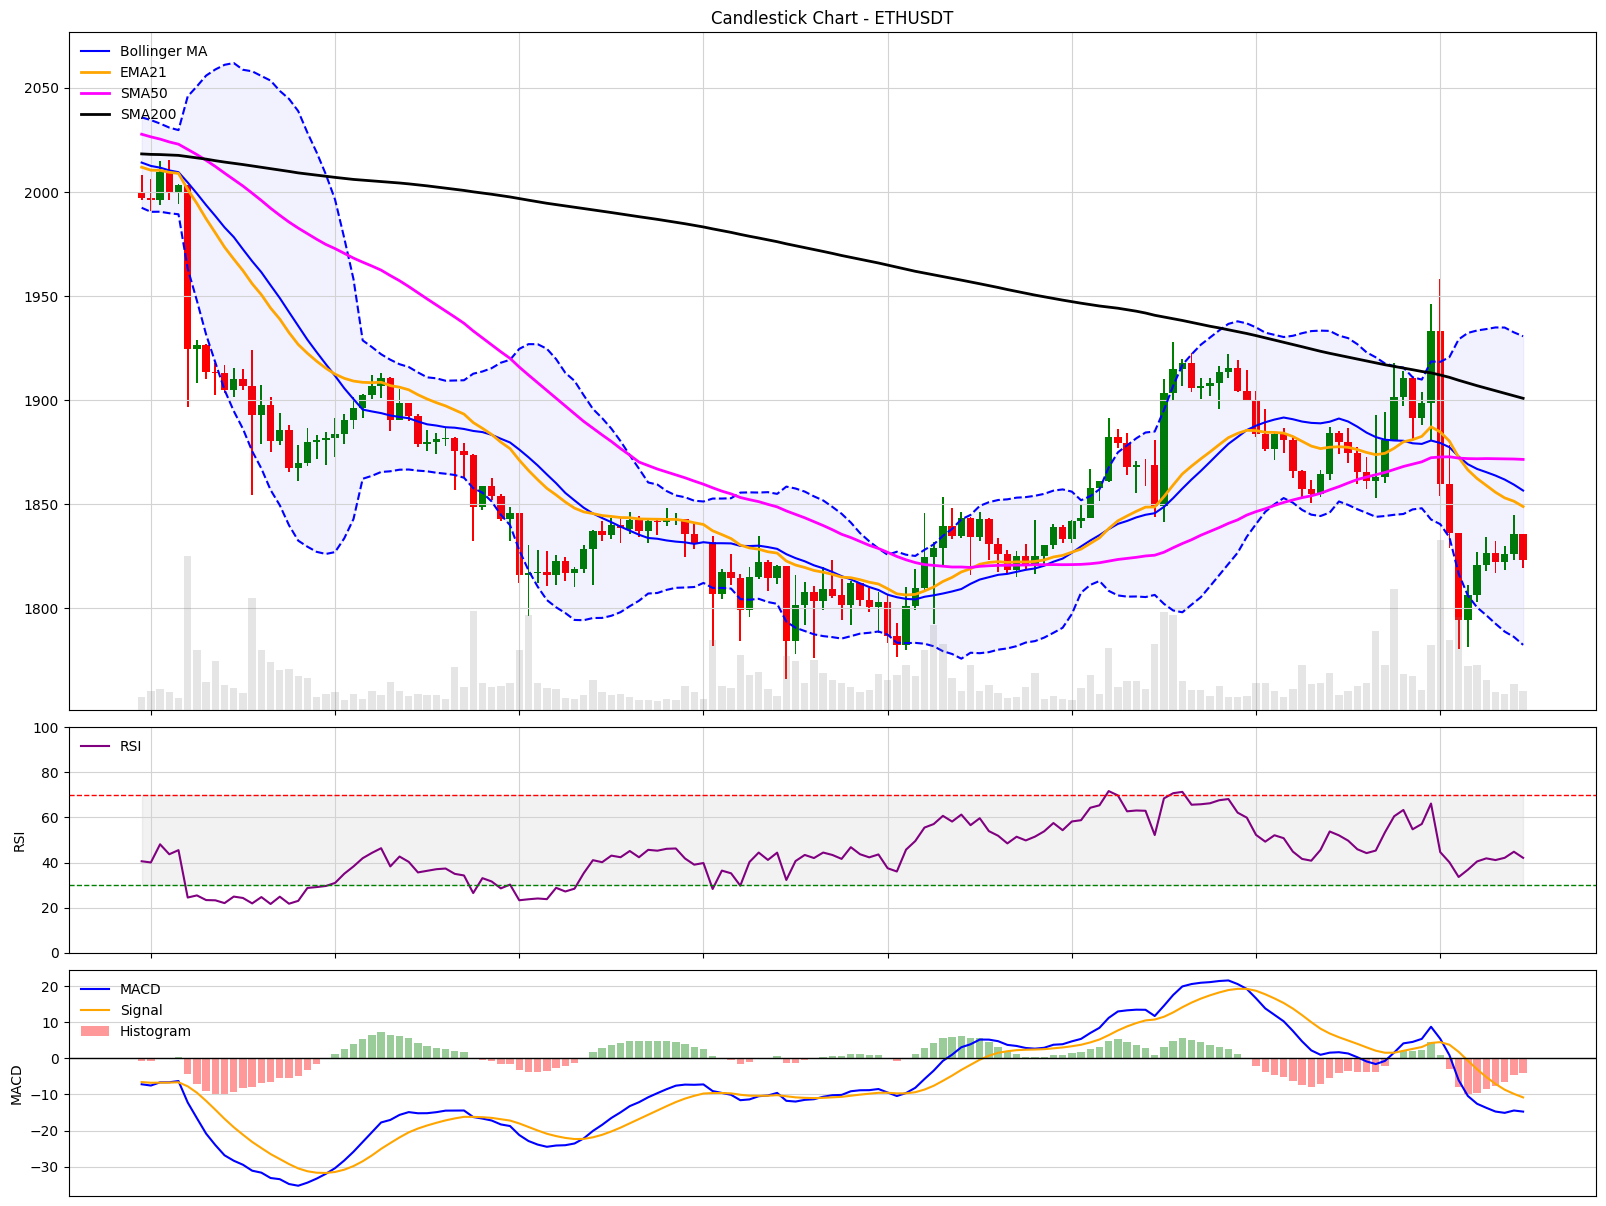 Candlestick Chart - ETHUSDT
Bollinger MA
EMA21
SMA50
SMA200
2050
2000
1950
1900
1850
1800
RSI
100
80
60
40
20
0
RSI
MACD
Signal
Histogram
20
10
0
−10
−20
−30
MACD